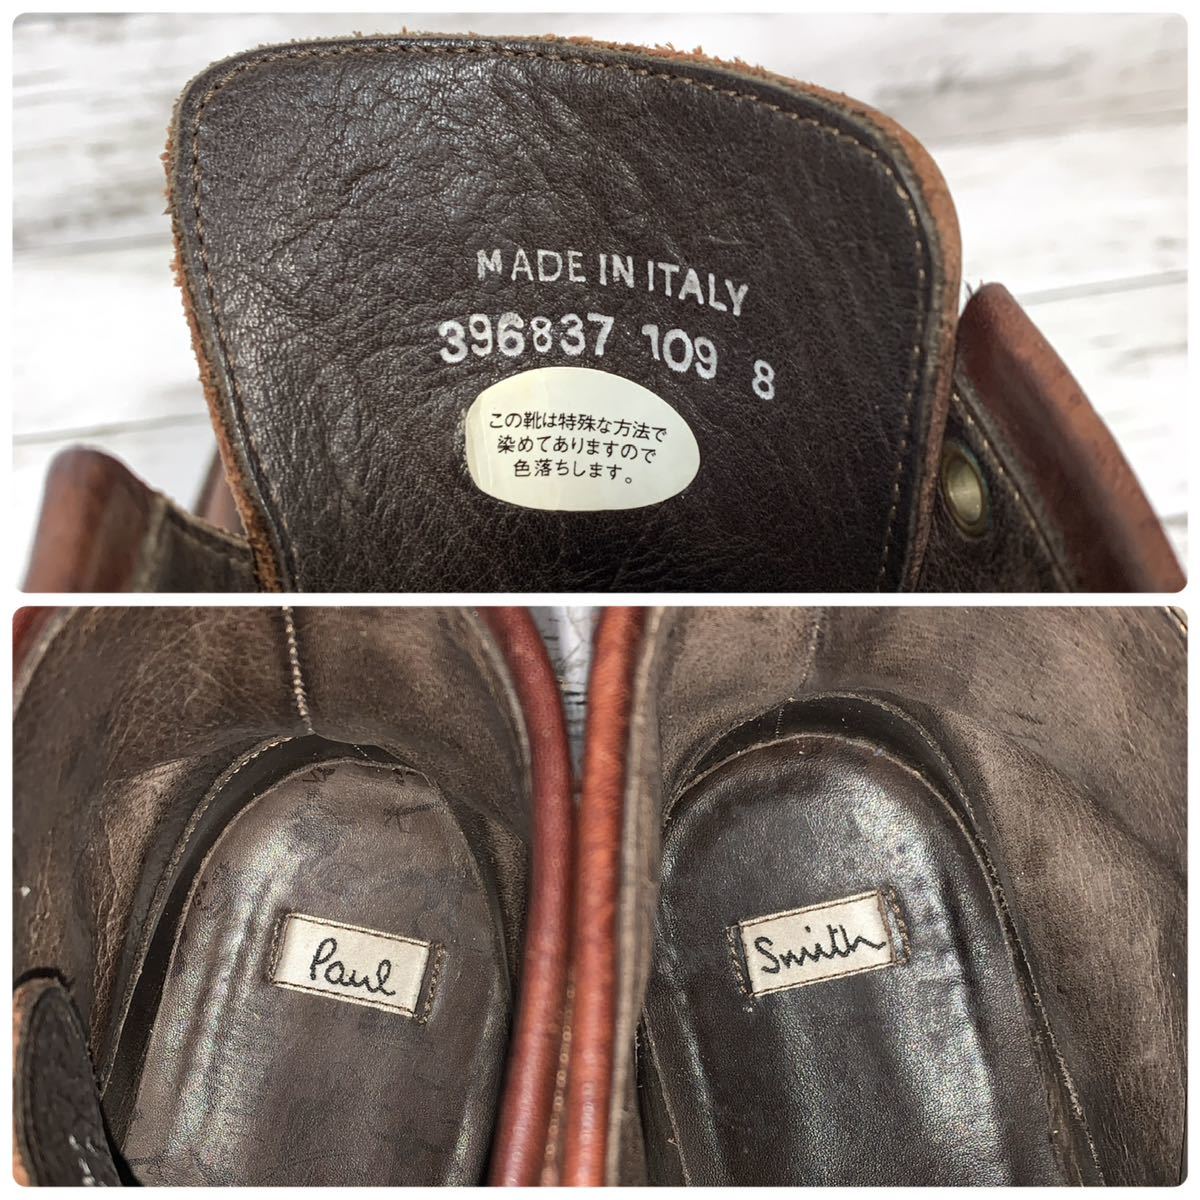 MADE IN ITALY
396837 109 8
この靴は特殊な方法で
染めてありますので
色落ちします。
Paul
Smith